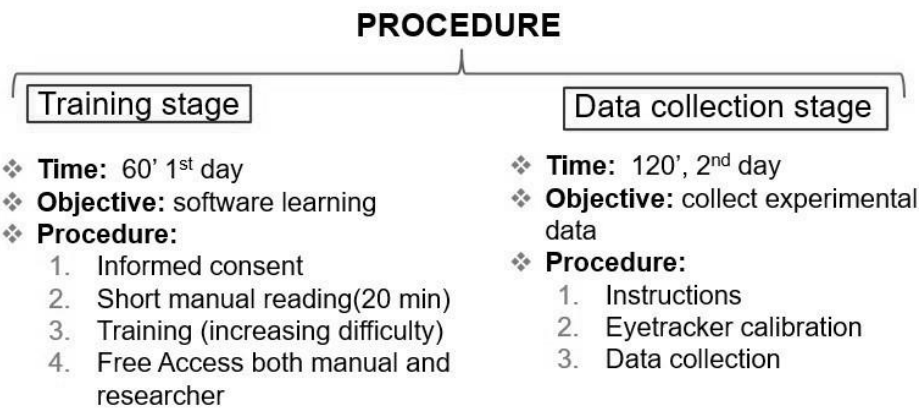 PROCEDURE
Training stage
❖ Time: 60’ 1st day
❖ Objective: software learning
❖ Procedure:
1. Informed consent
2. Short manual reading(20 min)
3. Training (increasing difficulty)
4. Free Access both manual and
researcher
Data collection stage
❖ Time: 120’, 2nd day
❖ Objective: collect experimental
data
❖ Procedure:
1. Instructions
2. Eyetracker calibration
3. Data collection